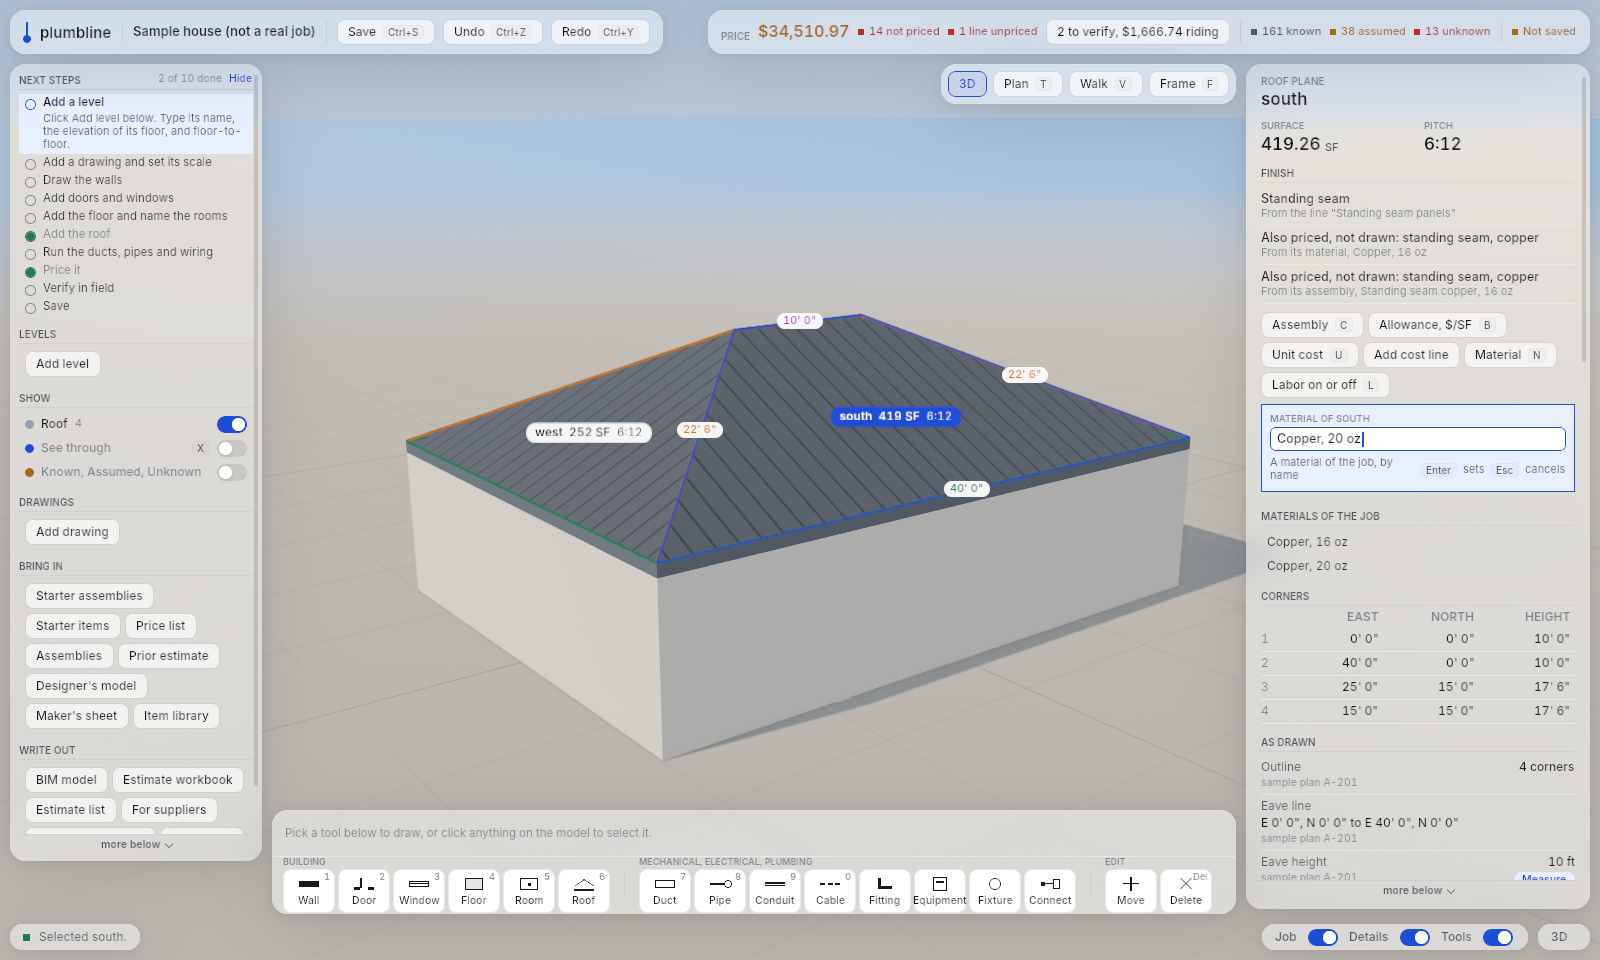 plumbline
Sample house (not a real job)
Save Ctrl+S
Undo Ctrl+Z
Redo Ctrl+Y
PRICE $34,510.97
14 not priced
1 line unpriced
2 to verify, $1,666.74 riding
161 known
38 assumed
13 unknown
Not saved
NEXT STEPS
2 of 10 done Hide
Add a level
Click Add level below. Type its name,
the elevation of its floor, and floor-to-
floor.
Add a drawing and set its scale
Draw the walls
Add doors and windows
Add the floor and name the rooms
Add the roof
Run the ducts, pipes and wiring
Price it
Verify in field
Save
LEVELS
Add level
SHOW
Roof 4
See through X
Known, Assumed, Unknown
DRAWINGS
Add drawing
BRING IN
Starter assemblies
Starter items Price list
Assemblies Prior estimate
Designer's model
Maker's sheet Item library
WRITE OUT
BIM model Estimate workbook
Estimate list For suppliers
more below
3D
Plan T
Walk V
Frame F
10' 0"
22' 6"
south 419 SF 6:12
west 252 SF 6:12
22' 6"
40' 0"
Pick a tool below to draw, or click anything on the model to select it.
BUILDING
Wall 1
Door 2
Window 3
Floor 4
Room 5
Roof 6
MECHANICAL, ELECTRICAL, PLUMBING
Duct 7
Pipe 8
Conduit 9
Cable 0
Fitting
Equipment
Fixture
Connect
EDIT
Move
Delete Del
ROOF PLANE
south
SURFACE PITCH
419.26 SF 6:12
FINISH
Standing seam
From the line "Standing seam panels"
Also priced, not drawn: standing seam, copper
From its material, Copper, 16 oz
Also priced, not drawn: standing seam, copper
From its assembly, Standing seam copper, 16 oz
Assembly C Allowance, $/SF B
Unit cost U Add cost line Material N
Labor on or off L
MATERIAL OF SOUTH
Copper, 20 oz
A material of the job, by
name
Enter sets Esc cancels
MATERIALS OF THE JOB
Copper, 16 oz
Copper, 20 oz
CORNERS
EAST NORTH HEIGHT
1 0' 0" 0' 0" 10' 0"
2 40' 0" 0' 0" 10' 0"
3 25' 0" 15' 0" 17' 6"
4 15' 0" 15' 0" 17' 6"
AS DRAWN
Outline 4 corners
sample plan A-201
Eave line
E 0' 0", N 0' 0" to E 40' 0", N 0' 0"
sample plan A-201
Eave height 10 ft
sample plan A-201 Measure
more below
Selected south.
Job
Details
Tools
3D